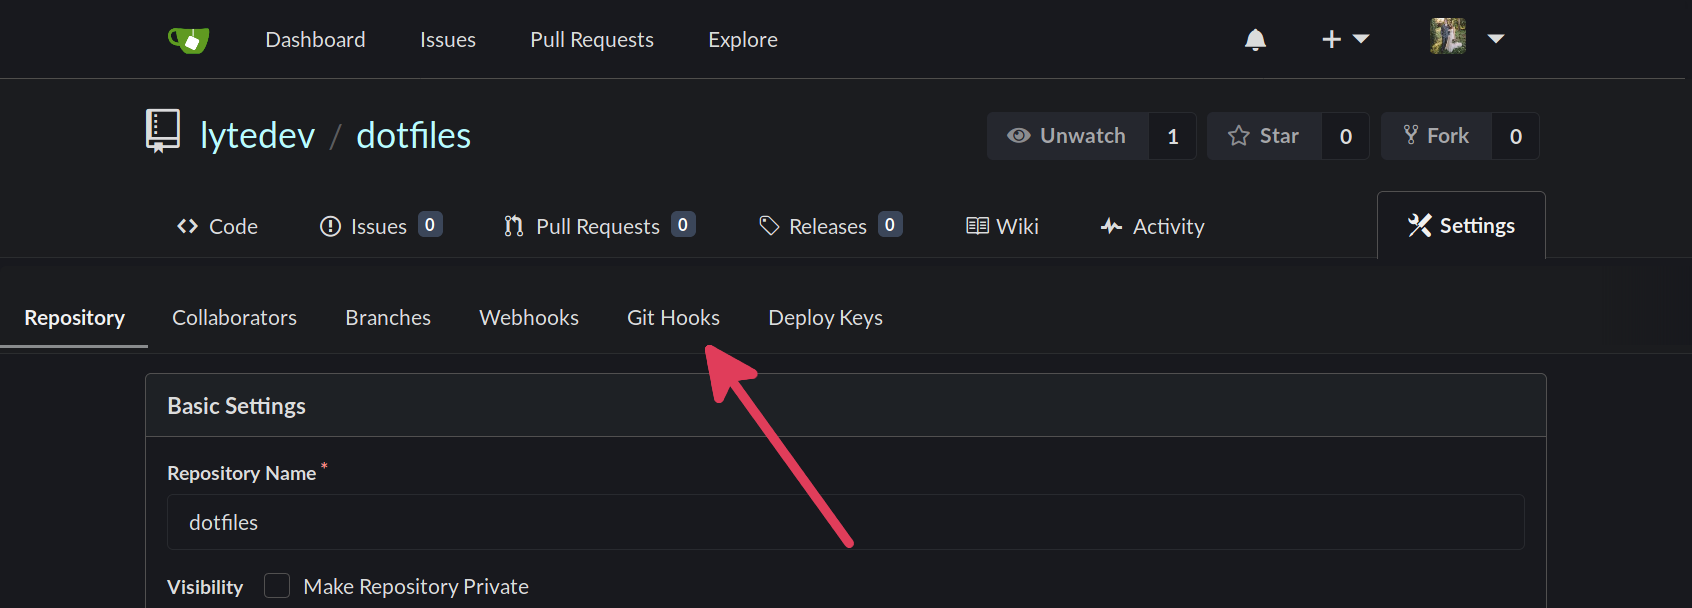 Dashboard Issues Pull Requests Explore
lytedev / dotfiles Unwatch 1 Star 0 Fork 0
Code Issues 0 Pull Requests 0 Releases 0 Wiki Activity Settings
Repository Collaborators Branches Webhooks Git Hooks Deploy Keys
Basic Settings
Repository Name *
dotfiles
Visibility Make Repository Private